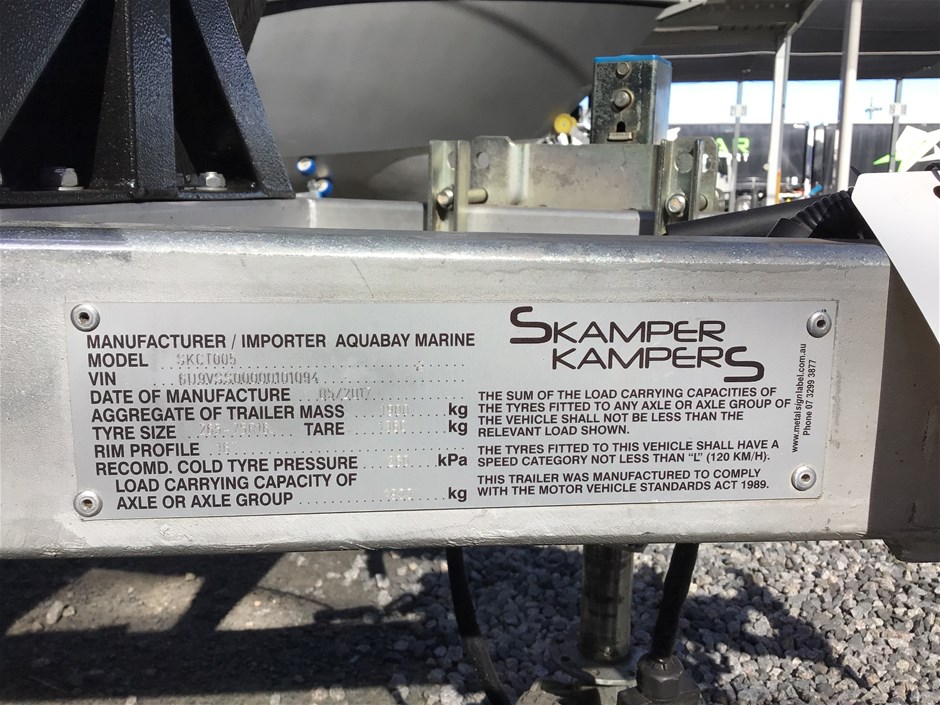 MANUFACTURER / IMPORTER AQUABAY MARINE
MODEL SKCT005
VIN
DATE OF MANUFACTURE
AGGREGATE OF TRAILER MASS kg
TYRE SIZE TARE kg
RIM PROFILE
RECOMD. COLD TYRE PRESSURE kPa
LOAD CARRYING CAPACITY OF
AXLE OR AXLE GROUP kg
SKAMPER
KAMPERS
THE SUM OF THE LOAD CARRYING CAPACITIES OF
THE TYRES FITTED TO ANY AXLE OR AXLE GROUP OF
THE VEHICLE SHALL NOT BE LESS THAN THE
RELEVANT LOAD SHOWN.
THE TYRES FITTED TO THIS VEHICLE SHALL HAVE A
SPEED CATEGORY NOT LESS THAN "L" (120 KM/H).
THIS TRAILER WAS MANUFACTURED TO COMPLY
WITH THE MOTOR VEHICLE STANDARDS ACT 1989.
www.metalsignlabel.com.au
Phone 07 3299 3877